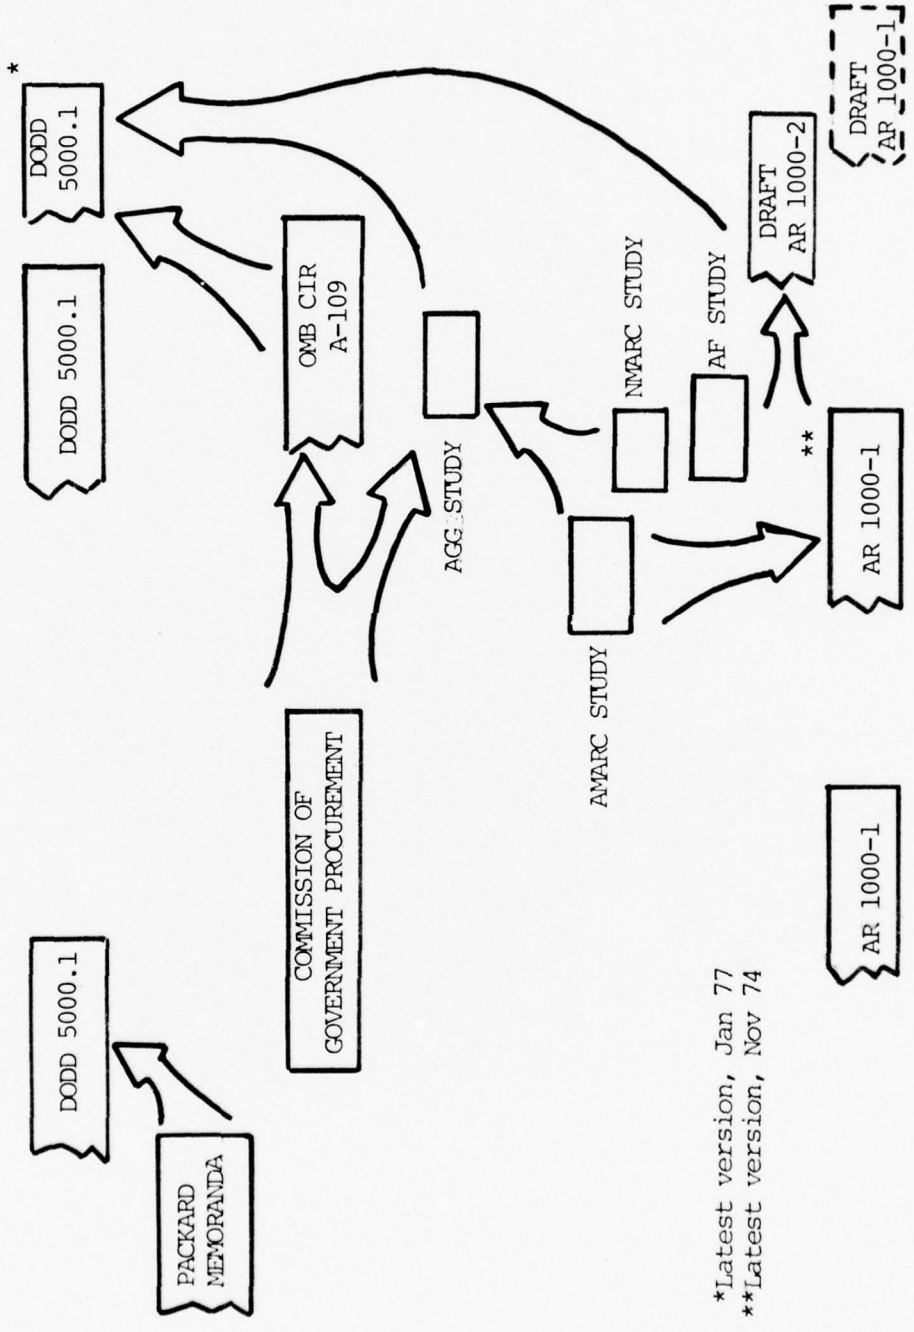 PACKARD
MEMORANDA
DODD 5000.1
DODD 5000.1
DODD
5000.1
*
COMMISSION OF
GOVERNMENT PROCUREMENT
OMB CIR
A-109
AGG STUDY
AMARC STUDY
NMARC STUDY
AF STUDY
DRAFT
AR 1000-2
DRAFT
AR 1000-1
**
AR 1000-1
AR 1000-1
*Latest version, Jan 77
**Latest version, Nov 74